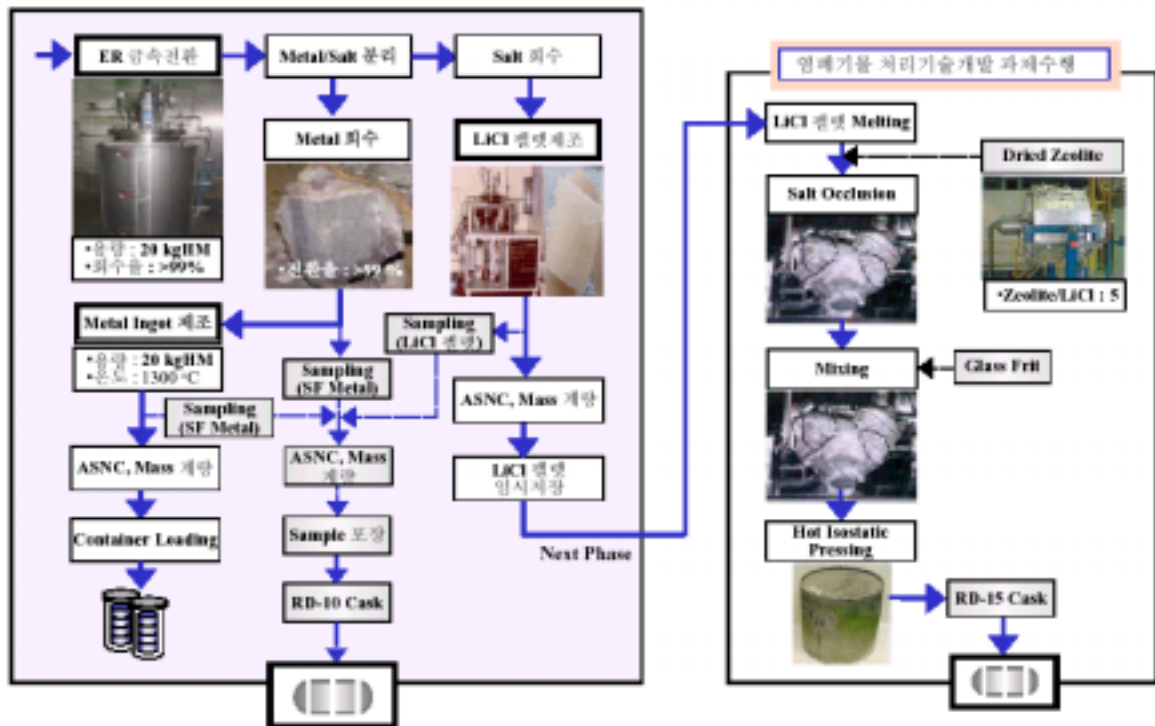 ER 금속전환
Metal/Salt 분리
Salt 회수
Metal 회수
LiCl 펠렛제조
•용량 : 20 kgHM
•회수율 : >99%
•전환율 : >99 %
Metal Ingot 제조
•용량 : 20 kgHM
•온도 : 1300 °C
Sampling
(LiCl 펠렛)
Sampling
(SF Metal)
Sampling
(SF Metal)
ASNC, Mass 계량
ASNC, Mass 계량
ASNC, Mass
계량
LiCl 펠렛
임시저장
Container Loading
Sample 포장
RD-10 Cask
Next Phase
염폐기물 처리기술개발 과제수행
LiCl 펠렛 Melting
Dried Zeolite
Salt Occlusion
•Zeolite/LiCl : 5
Mixing
Glass Frit
Hot Isostatic
Pressing
RD-15 Cask